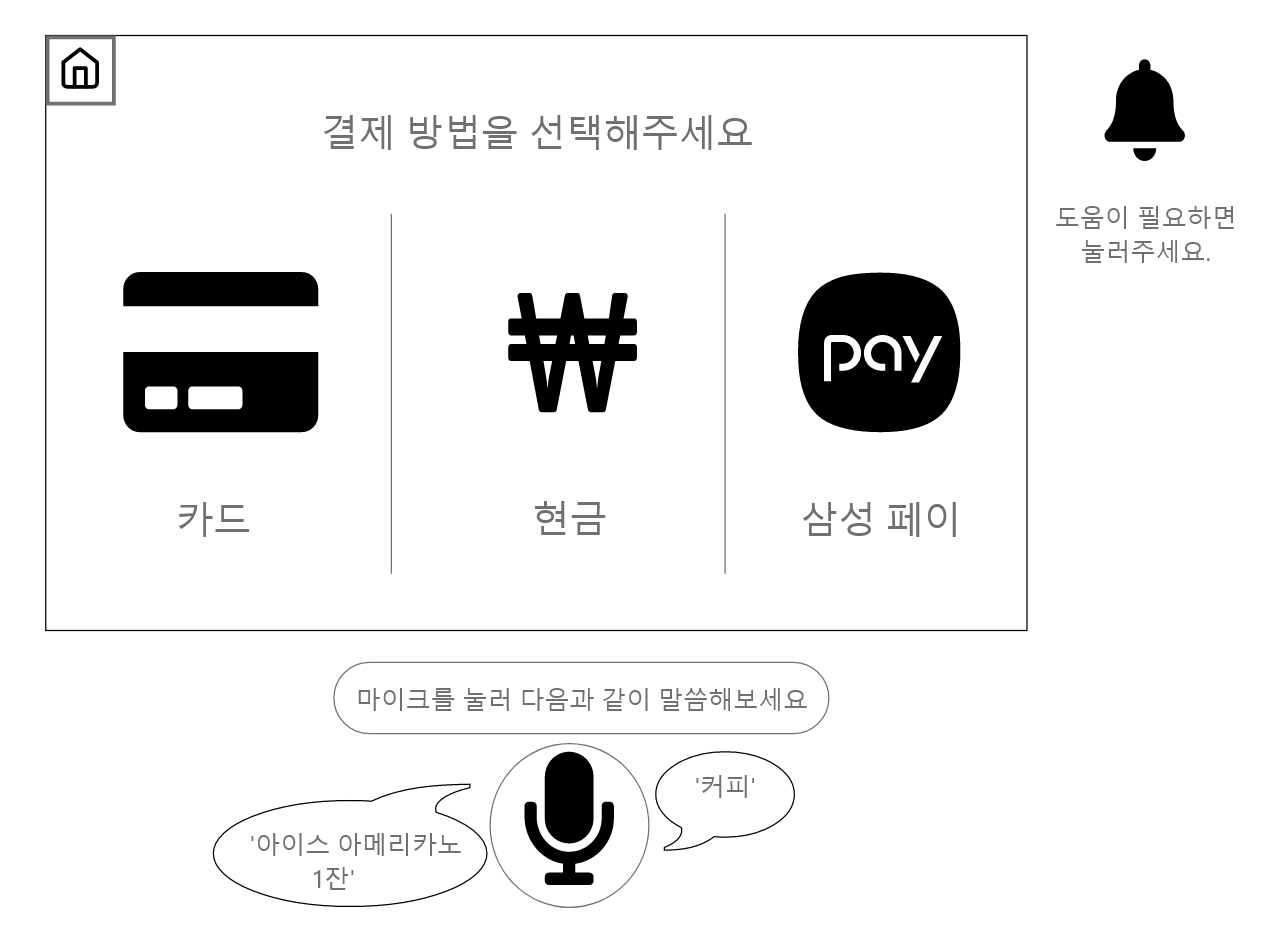 결제 방법을 선택해주세요
도움이 필요하면
눌러주세요.
pay
카드
현금
삼성 페이
마이크를 눌러 다음과 같이 말씀해보세요
'커피'
'아이스 아메리카노
1잔'